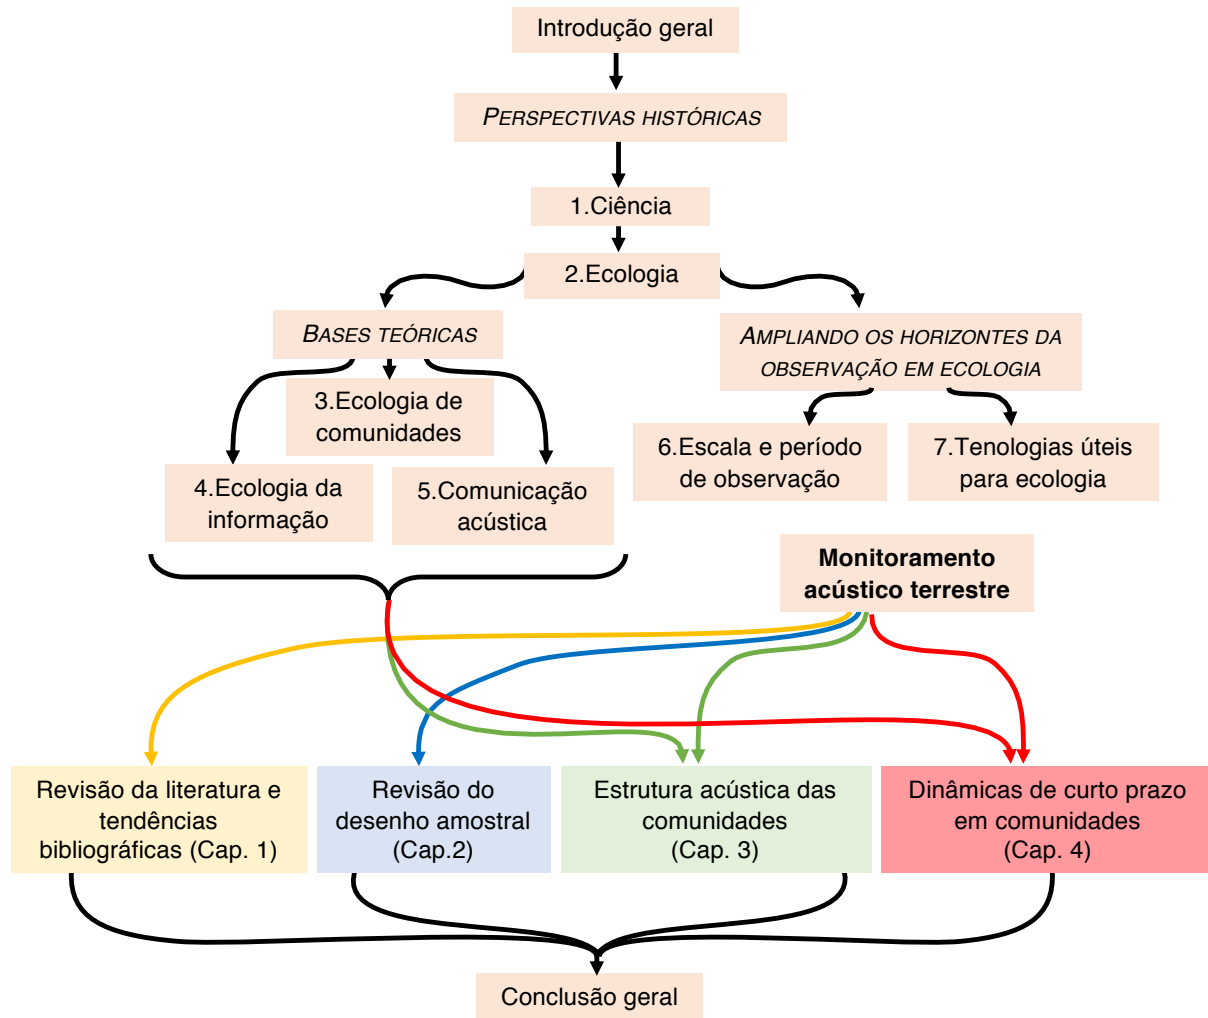 Introdução geral
PERSPECTIVAS HISTÓRICAS
1.Ciência
2.Ecologia
BASES TEÓRICAS
AMPLIANDO OS HORIZONTES DA
OBSERVAÇÃO EM ECOLOGIA
3.Ecologia de
comunidades
4.Ecologia da
informação
5.Comunicação
acústica
6.Escala e período
de observação
7.Tenologias úteis
para ecologia
Monitoramento
acústico terrestre
Revisão da literatura e
tendências
bibliográficas (Cap. 1)
Revisão do
desenho amostral
(Cap.2)
Estrutura acústica das
comunidades
(Cap. 3)
Dinâmicas de curto prazo
em comunidades
(Cap. 4)
Conclusão geral